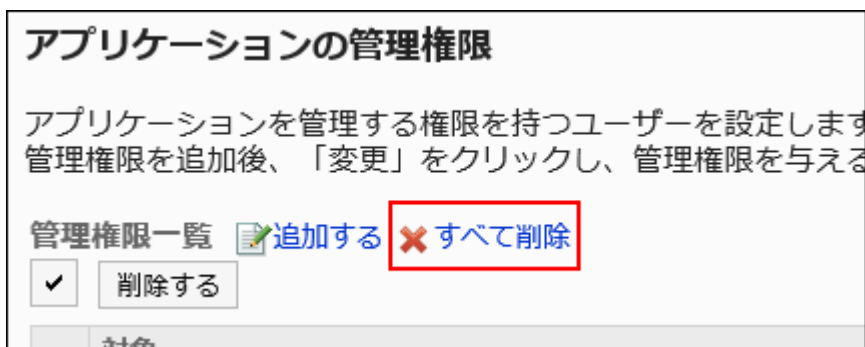 アプリケーションの管理権限
アプリケーションを管理する権限を持つユーザーを設定します
管理権限を追加後、「変更」をクリックし、管理権限を与える
管理権限一覧 追加する すべて削除
削除する
対象